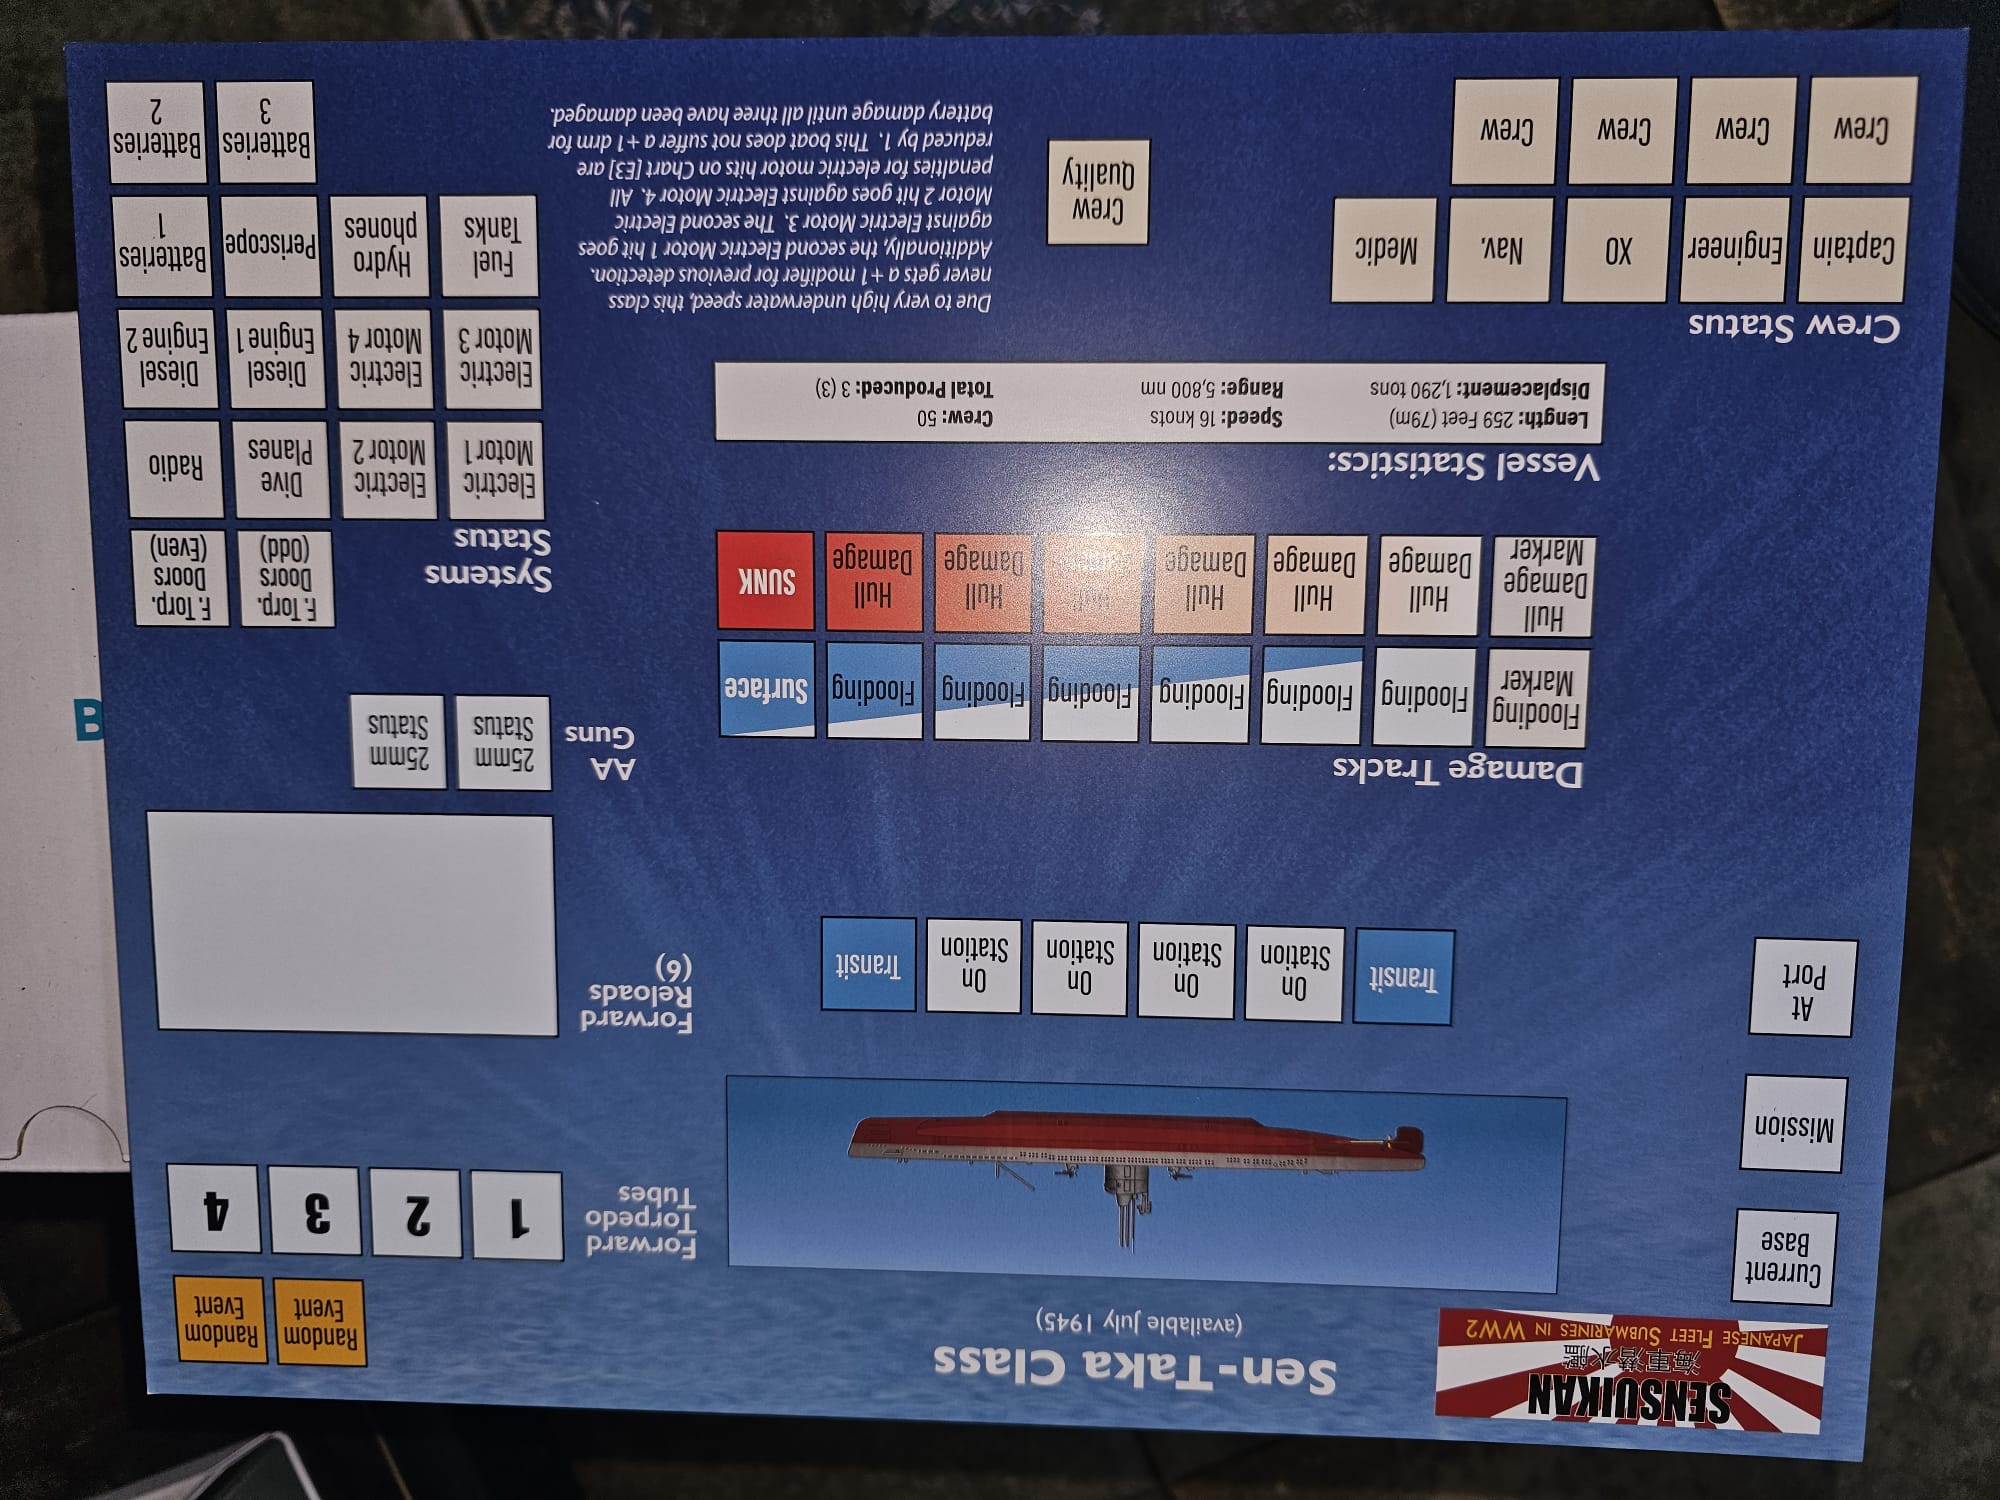 SENSUIKAN
海軍潜水艦
JAPANESE FLEET SUBMARINES IN WW2
Sen-Taka Class
(available July 1945)
Random
Event
Random
Event
Current
Base
Mission
At
Port
Forward
Torpedo
Tubes
1
2
3
4
Forward
Reloads
(6)
Transit
On
Station
On
Station
On
Station
On
Station
Transit
AA
Guns
25mm
Status
25mm
Status
Damage Tracks
Flooding
Marker
Flooding
Flooding
Flooding
Flooding
Flooding
Flooding
Surface
Hull
Damage
Marker
Hull
Damage
Hull
Damage
Hull
Damage
Hull
Damage
Hull
Damage
Hull
Damage
SUNK
Systems
Status
F. Torp.
Doors
(Odd)
F. Torp.
Doors
(Even)
Electric
Motor 1
Electric
Motor 2
Dive
Planes
Radio
Electric
Motor 3
Electric
Motor 4
Diesel
Engine 1
Diesel
Engine 2
Fuel
Tanks
Hydro
phones
Periscope
Batteries
1
Batteries
3
Batteries
2
Vessel Statistics:
Length: 259 Feet (79m) Speed: 16 knots Crew: 50
Displacement: 1,290 tons Range: 5,800 nm Total Produced: 3 (3)
Crew Status
Captain
Engineer
XO
Nav.
Medic
Crew
Crew
Crew
Crew
Crew
Quality
Due to very high underwater speed, this class
never gets a +1 modifier for previous detection.
Additionally, the second Electric Motor 1 hit goes
against Electric Motor 3. The second Electric
Motor 2 hit goes against Electric Motor 4. All
penalties for electric motor hits on Chart [E3] are
reduced by 1. This boat does not suffer a +1 drm for
battery damage until all three have been damaged.
B